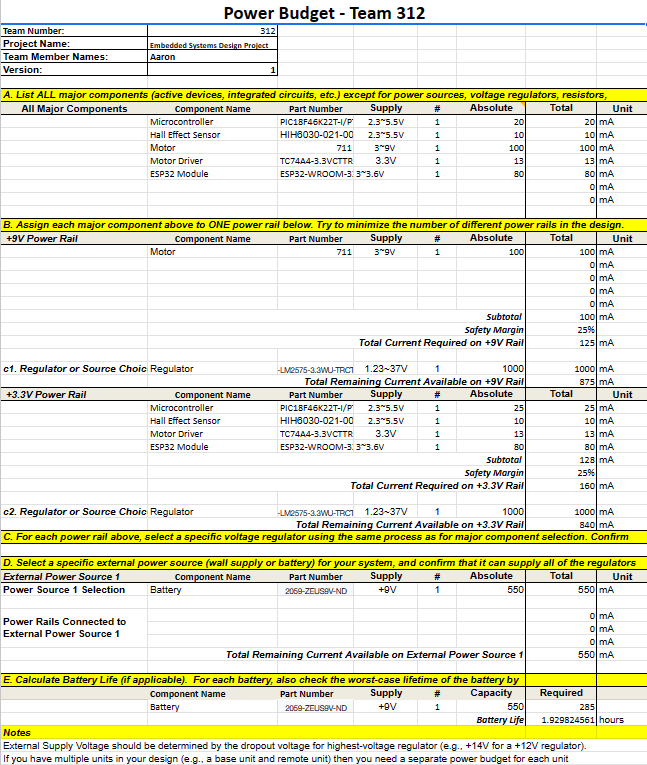 Power Budget - Team 312
Team Number: 312
Project Name: Embedded Systems Design Project
Team Member Names: Aaron
Version: 1
A. List ALL major components (active devices, integrated circuits, etc.) except for power sources, voltage regulators, resistors,
All Major Components Component Name Part Number Supply # Absolute Total Unit
Microcontroller PIC18F46K22T-I/P 2.3~5.5V 1 20 20 mA
Hall Effect Sensor HIH6030-021-00 2.3~5.5V 1 10 10 mA
Motor 711 3~9V 1 100 100 mA
Motor Driver TC74A4-3.3VCTTR 3.3V 1 13 13 mA
ESP32 Module ESP-WROOM-3: 3~3.6V 1 80 80 mA
0 mA
0 mA
B. Assign each major component above to ONE power rail below. Try to minimize the number of different power rails in the design.
+9V Power Rail Component Name Part Number Supply # Absolute Total Unit
Motor 711 3~9V 1 100 100 mA
0 mA
0 mA
0 mA
0 mA
Subtotal 100 mA
Safety Margin 25%
Total Current Required on +9V Rail 125 mA
c1. Regulator or Source Choic Regulator -LM2575-3.3WU-TRCT 1.23~37V 1 1000 1000 mA
Total Remaining Current Available on +9V Rail 875 mA
+3.3V Power Rail Component Name Part Number Supply # Absolute Total Unit
Microcontroller PIC18F46K22T-I/P 2.3~5.5V 1 25 25 mA
Hall Effect Sensor HIH6030-021-00 2.3~5.5V 1 10 10 mA
Motor Driver TC74A4-3.3VCTTR 3.3V 1 13 13 mA
ESP32 Module ESP32-WROOM-3: 3~3.6V 1 80 80 mA
Subtotal 128 mA
Safety Margin 25%
Total Current Required on +3.3V Rail 160 mA
c2. Regulator or Source Choic Regulator -LM2575-3.3WU-TRCT 1.23~37V 1 1000 1000 mA
Total Remaining Current Available on +3.3V Rail 840 mA
C. For each power rail above, select a specific voltage regulator using the same process as for major component selection. Confirm
D. Select a specific external power source (wall supply or battery) for your system, and confirm that it can supply all of the regulators
External Power Source 1 Component Name Part Number Supply # Absolute Total Unit
Power Source 1 Selection Battery 2059-ZEUS9V-ND +9V 1 550 550 mA
Power Rails Connected to External Power Source 1
0 mA
0 mA
0 mA
Total Remaining Current Available on External Power Source 1 550 mA
E. Calculate Battery Life (if applicable). For each battery, also check the worst-case lifetime of the battery by
Component Name Part Number Supply # Capacity Required
Battery 2059-ZEUS9V-ND +9V 1 550 285
Battery Life 1.929824561 hours
Notes
External Supply Voltage should be determined by the dropout voltage for highest-voltage regulator (e.g., +14V for a +12V regulator).
If you have multiple units in your design (e.g., a base unit and remote unit) then you need a separate power budget for each unit